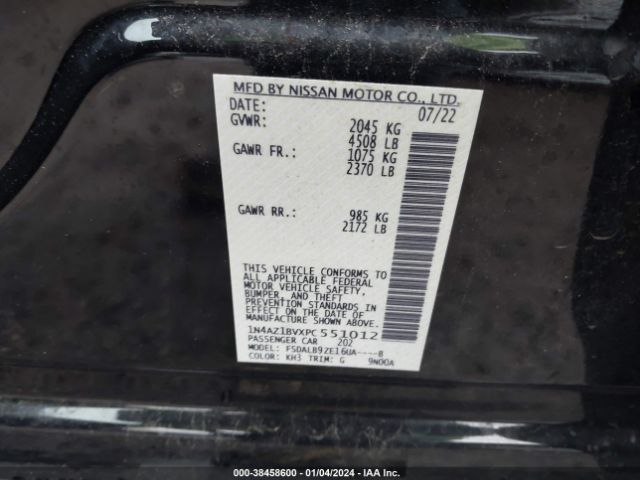 MFD BY NISSAN MOTOR CO., LTD.
DATE: 07/22
GVWR: 2045 KG
4508 LB
GAWR FR.: 1075 KG
2370 LB
GAWR RR.: 985 KG
2172 LB
THIS VEHICLE CONFORMS TO
ALL APPLICABLE FEDERAL
MOTOR VEHICLE SAFETY,
BUMPER, AND THEFT
PREVENTION STANDARDS IN
EFFECT ON THE DATE OF
MANUFACTURE SHOWN ABOVE.
1N4AZ1BVXPC551012
PASSENGER CAR 202
MODEL: FSDALB9ZE16UA----B
COLOR: KH3 TRIM: G 9N00A
000-38458600 - 01/04/2024 - IAA Inc.